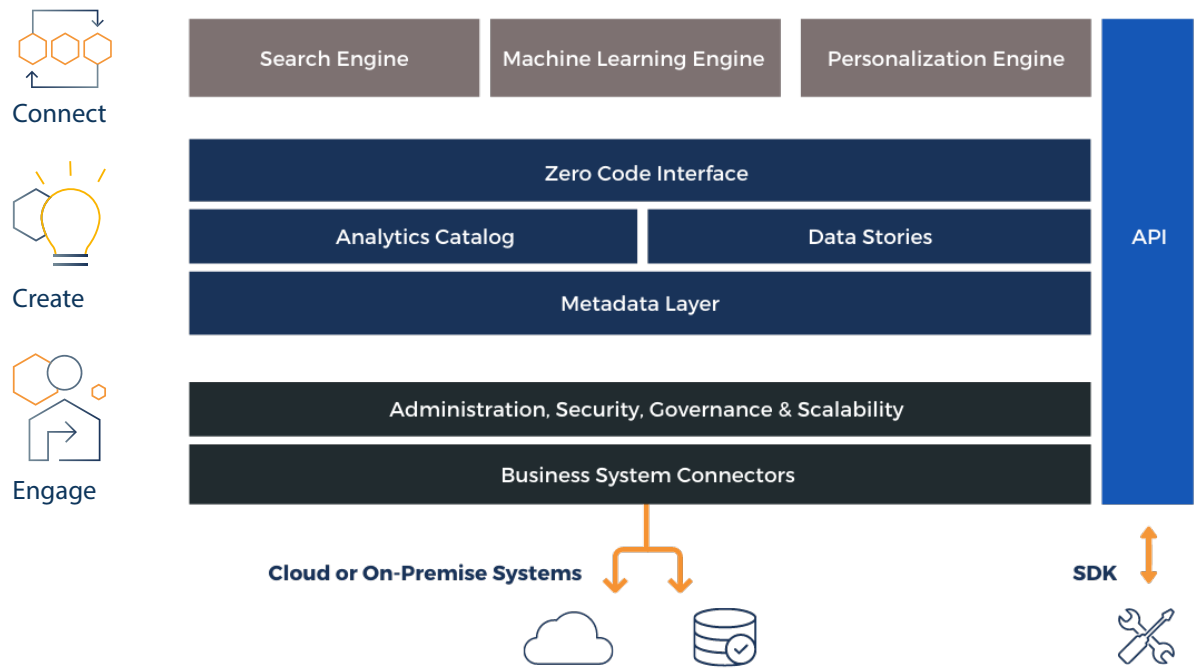 Connect
Search Engine
Machine Learning Engine
Personalization Engine
Zero Code Interface
Create
Analytics Catalog
Data Stories
Metadata Layer
API
Engage
Administration, Security, Governance & Scalability
Business System Connectors
Cloud or On-Premise Systems
SDK